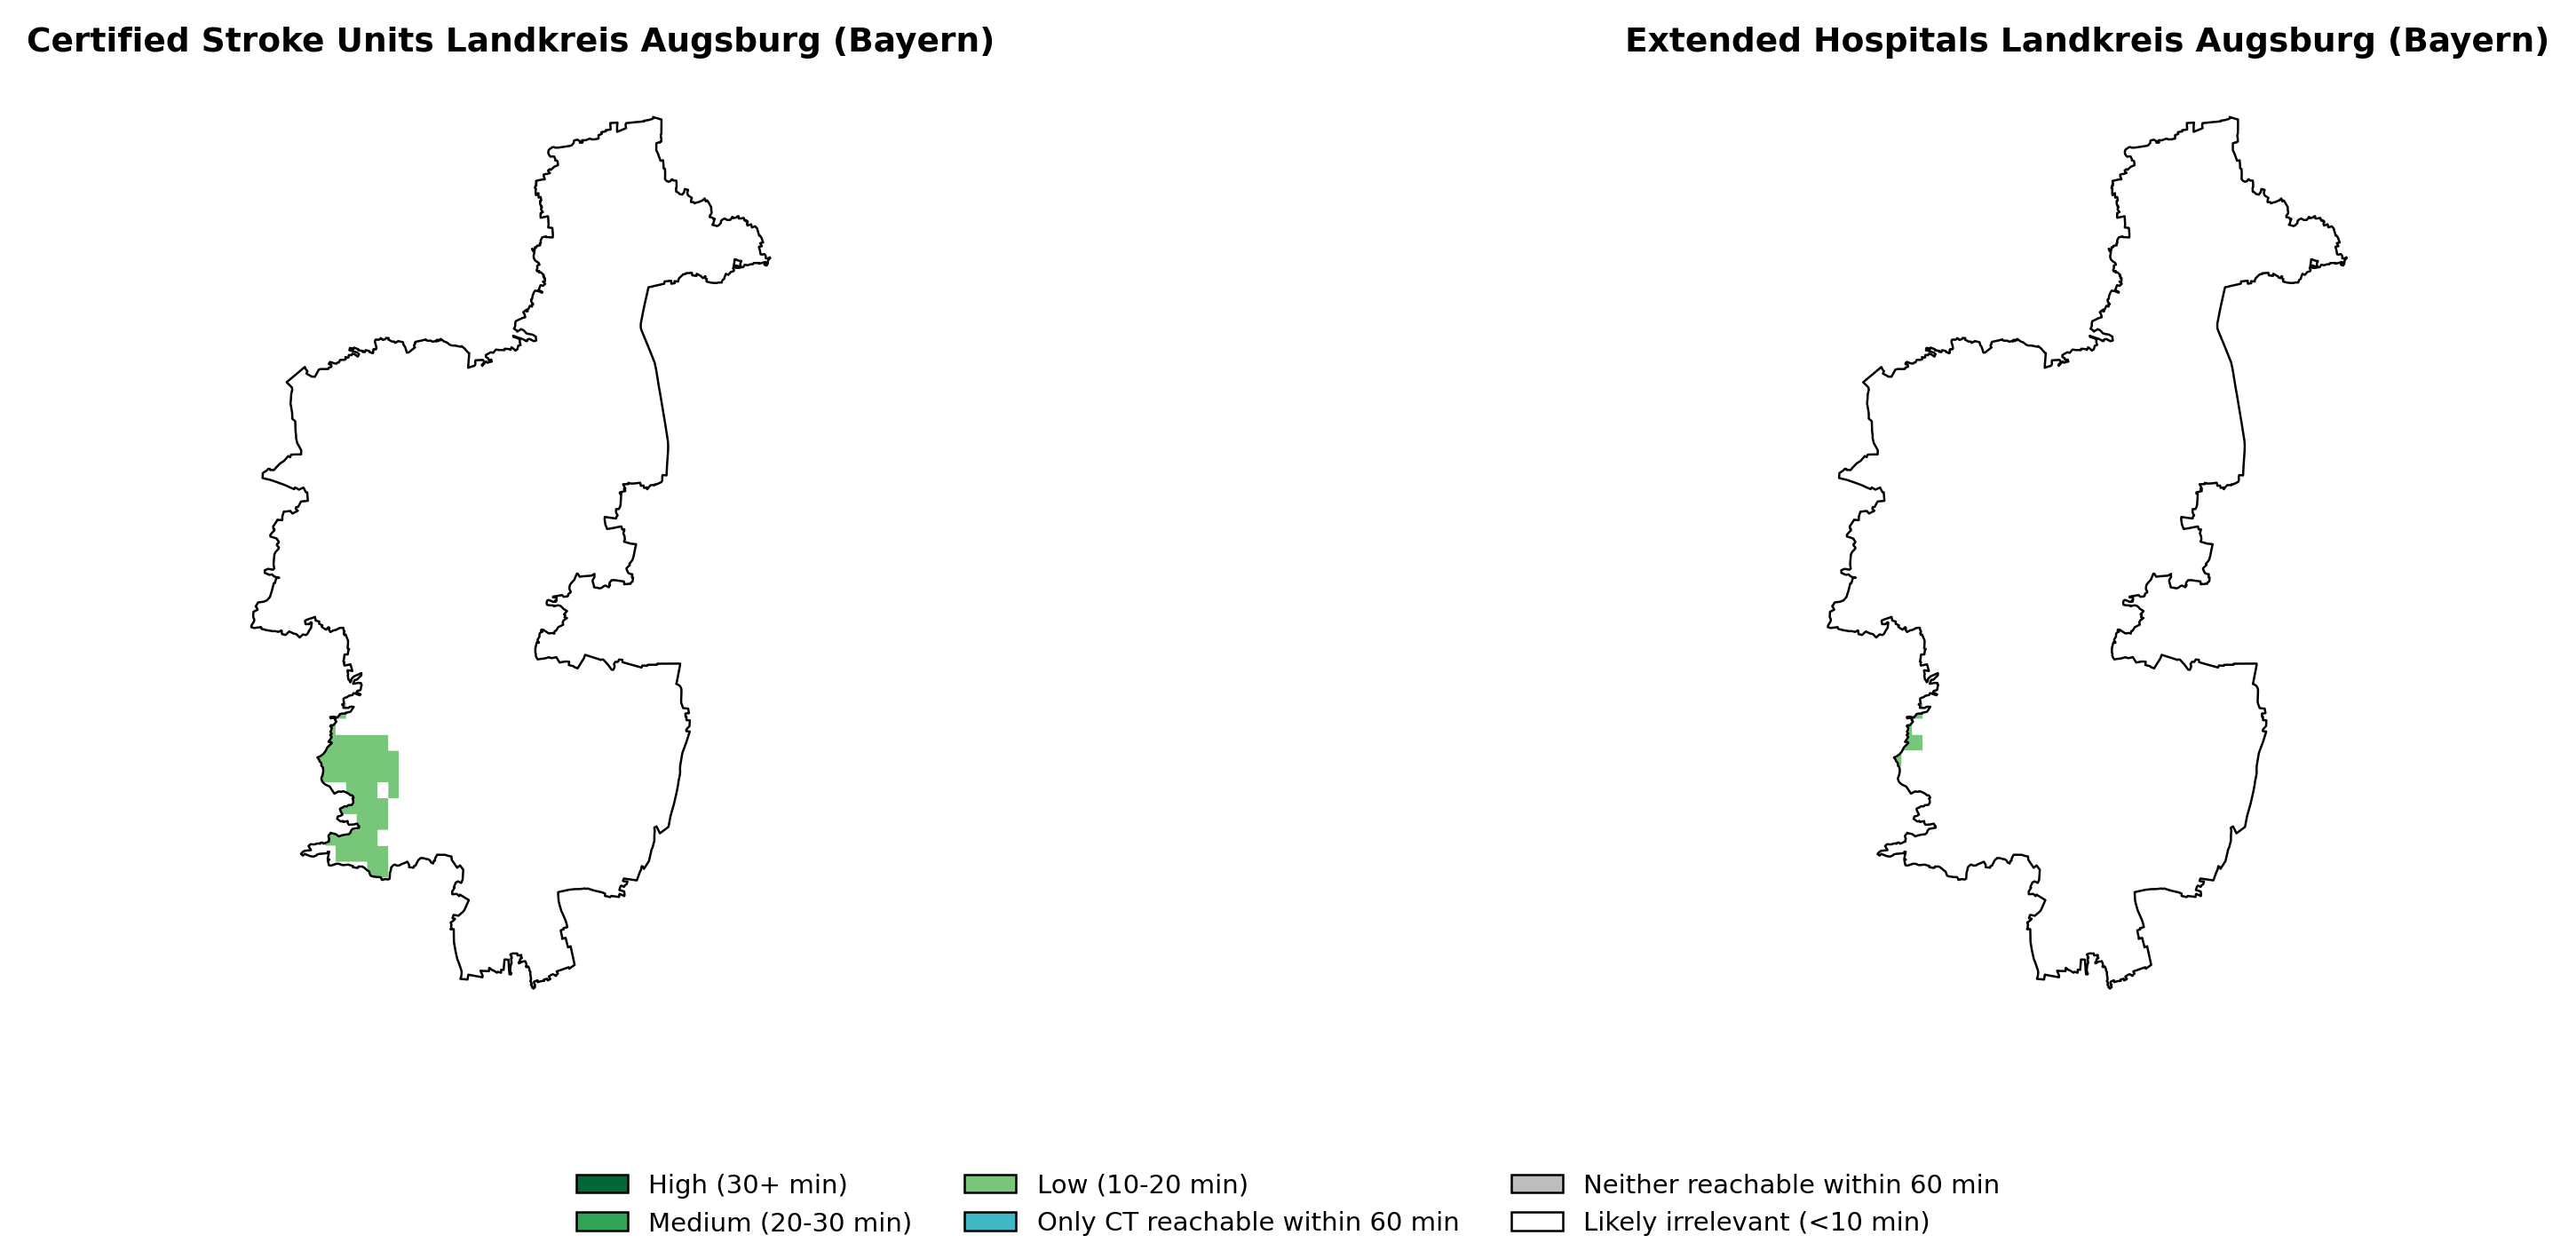 Certified Stroke Units Landkreis Augsburg (Bayern)
Extended Hospitals Landkreis Augsburg (Bayern)
High (30+ min)
Medium (20-30 min)
Low (10-20 min)
Only CT reachable within 60 min
Neither reachable within 60 min
Likely irrelevant (<10 min)